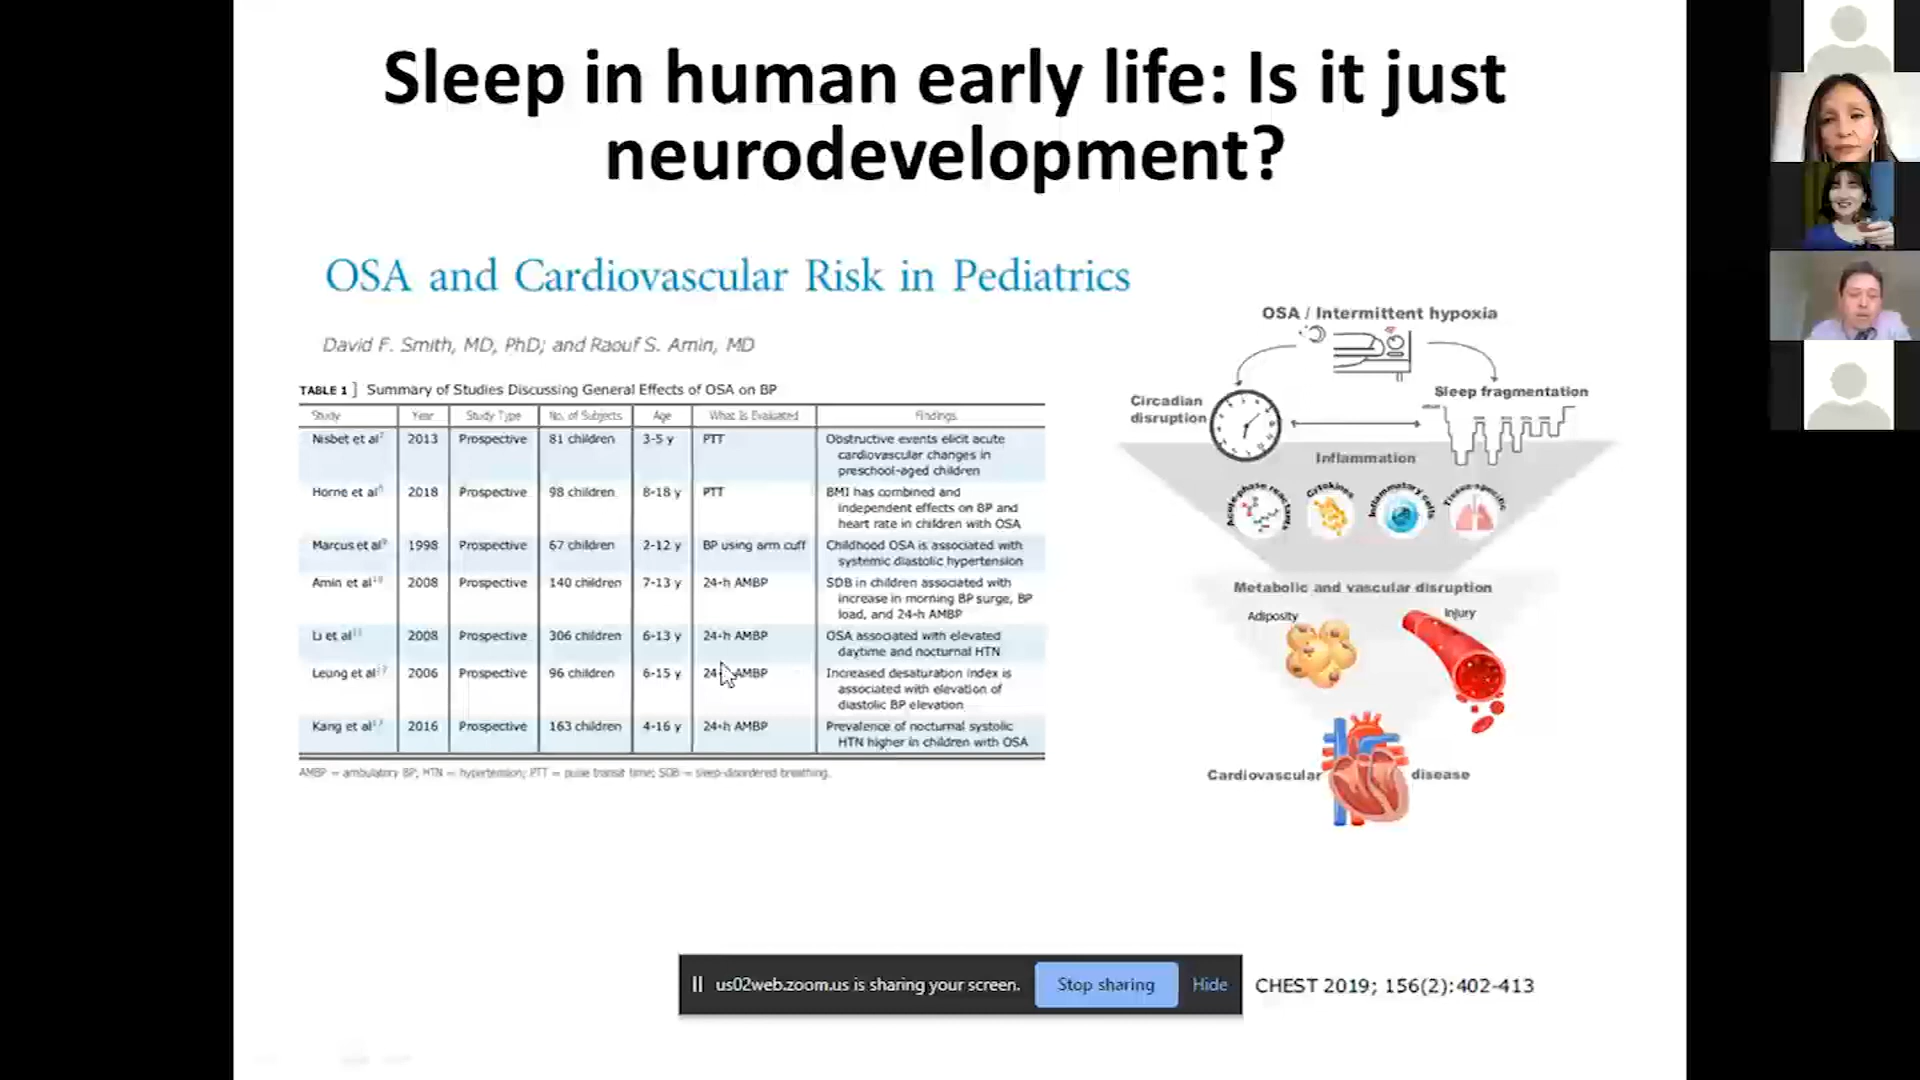 Sleep in human early life: Is it just
neurodevelopment?
OSA and Cardiovascular Risk in Pediatrics
David F. Smith, MD, PhD; and Raouf S. Amin, MD
TABLE 1 ] Summary of Studies Discussing General Effects of OSA on BP
Study Year Study Type No. of Subjects Age What Is Evaluated Findings
Nisbet et al 2013 Prospective 81 children 3-5 y PTT Obstructive events elicit acute
cardiovascular changes in
preschool-aged children
Horne et al 2018 Prospective 98 children 8-18 y PTT BMI has combined and
independent effects on BP and
heart rate in children with OSA
Marcus et al 1998 Prospective 67 children 2-12 y BP using arm cuff Childhood OSA is associated with
systemic diastolic hypertension
Amin et al 2008 Prospective 140 children 7-13 y 24-h AMBP SDB in children associated with
increase in morning BP surge, BP
load, and 24-h AMBP
Li et al 2008 Prospective 306 children 6-13 y 24-h AMBP OSA associated with elevated
daytime and nocturnal HTN
Leung et al 2006 Prospective 96 children 6-15 y 24-h AMBP Increased desaturation index is
associated with elevation of
diastolic BP elevation
Kang et al 2016 Prospective 163 children 4-16 y 24-h AMBP Prevalence of nocturnal systolic
HTN higher in children with OSA
AMBP = ambulatory BP; HTN = hypertension; PTT = pulse transit time; SDB = sleep-disordered breathing.
OSA / Intermittent hypoxia
Circadian
disruption
Sleep fragmentation
Inflammation
Acute-phase reactants
Cytokines
Inflammatory cells
Tissue-specific
Metabolic and vascular disruption
Adiposity
Injury
Cardiovascular disease
us02web.zoom.us is sharing your screen. Stop sharing Hide
CHEST 2019; 156(2):402-413